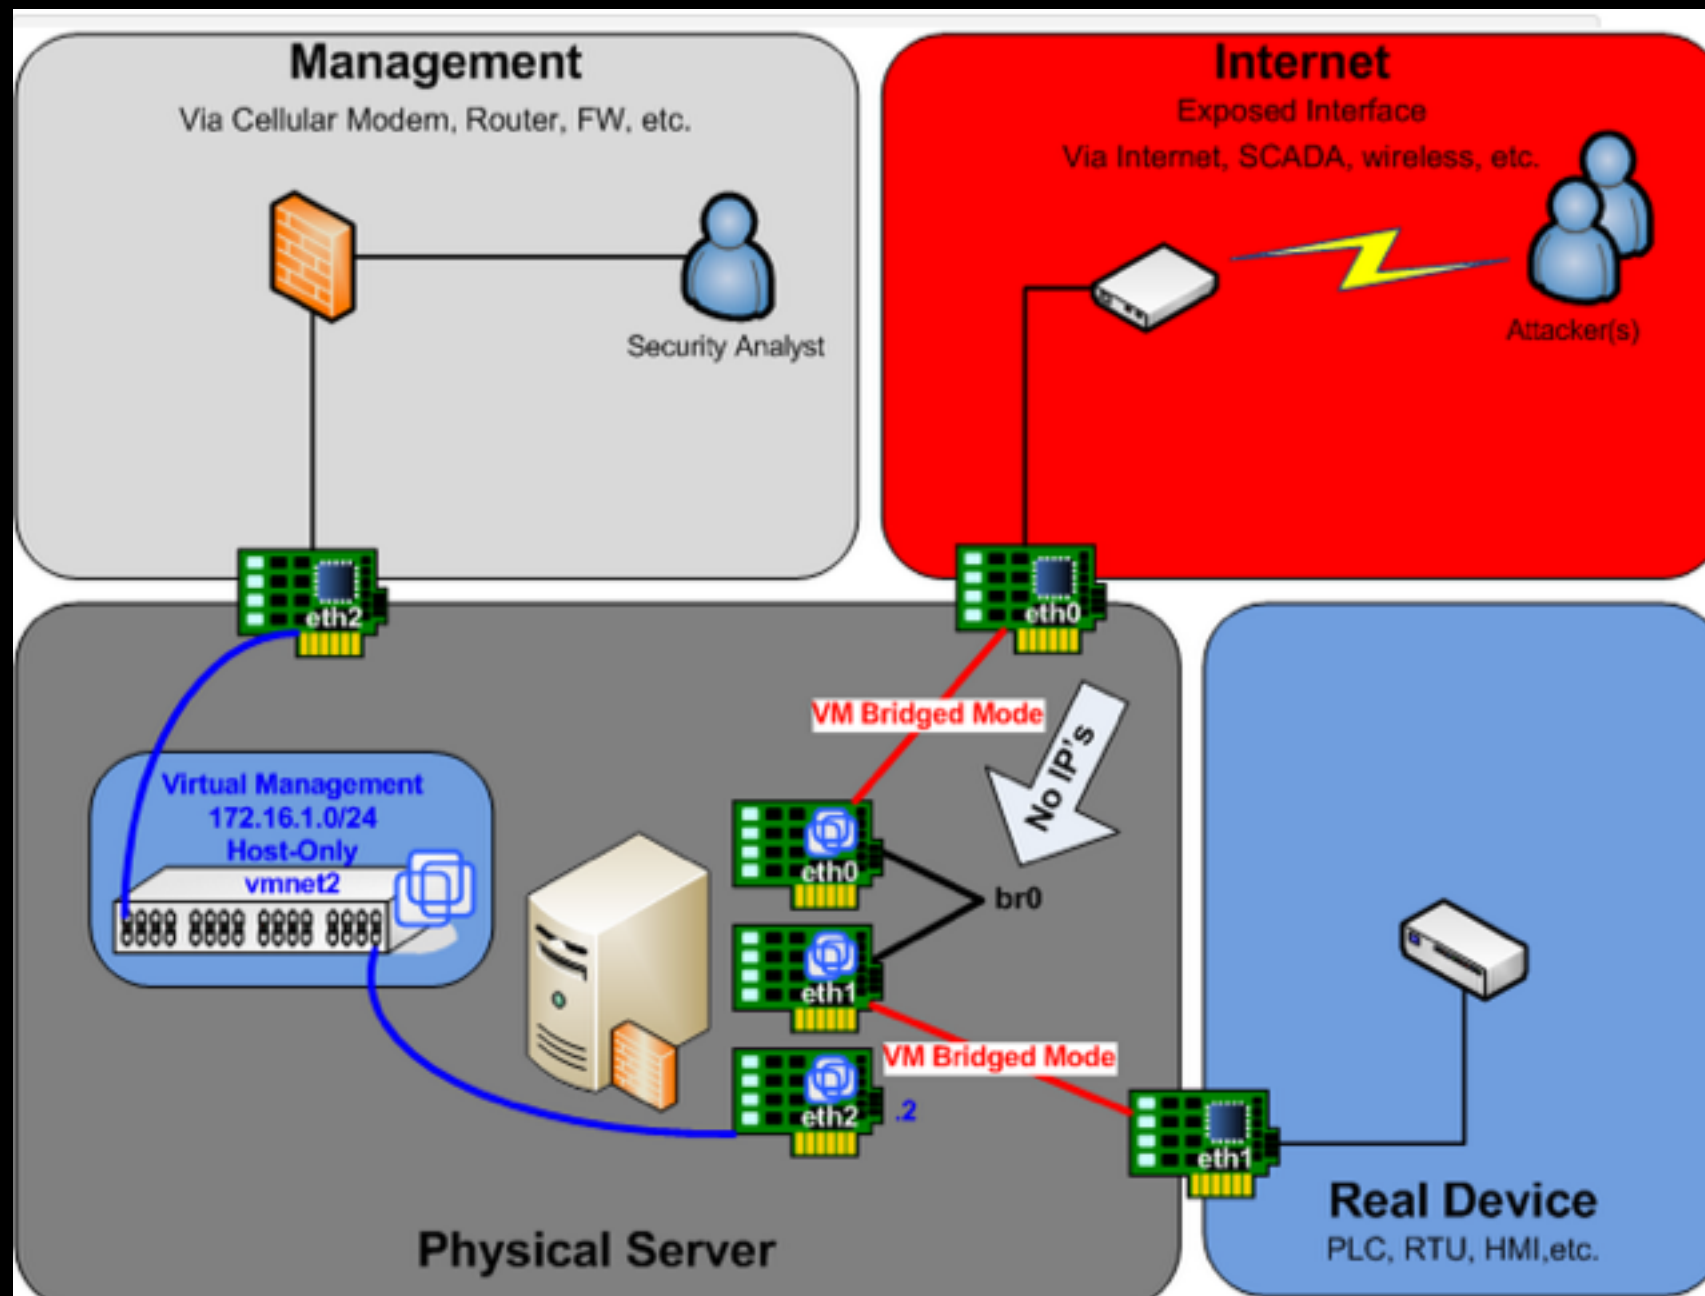 Management
Via Cellular Modem, Router, FW, etc.
Security Analyst
Internet
Exposed Interface
Via Internet, SCADA, wireless, etc.
Attacker(s)
eth2
eth0
VM Bridged Mode
No IP's
Virtual Management
172.16.1.0/24
Host-Only
vmnet2
eth0
br0
eth1
VM Bridged Mode
eth2
.2
eth1
Physical Server
Real Device
PLC, RTU, HMI,etc.